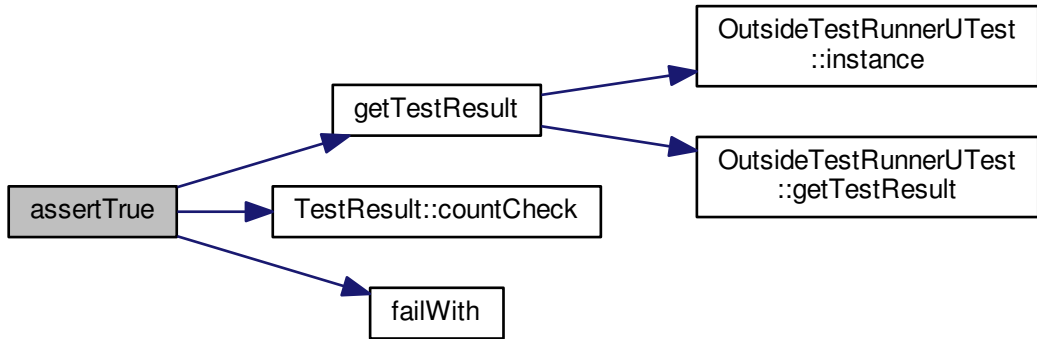 OutsideTestRunnerUTest
::instance
getTestResult
OutsideTestRunnerUTest
::getTestResult
assertTrue
TestResult::countCheck
failWith